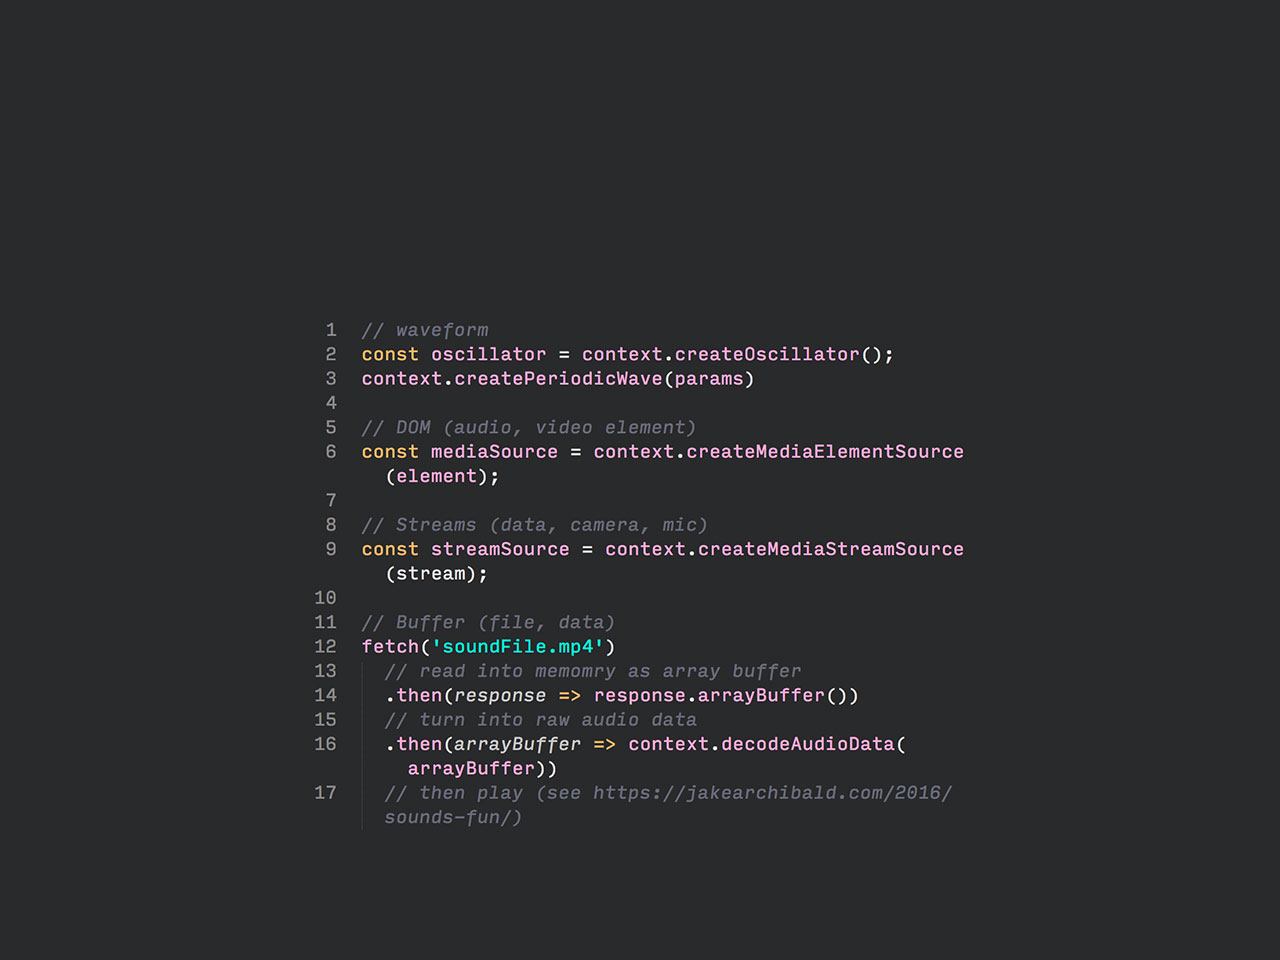 1 // waveform
2 const oscillator = context.createOscillator();
3 context.createPeriodicWave(params)
4
5 // DOM (audio, video element)
6 const mediaSource = context.createMediaElementSource
(element);
7
8 // Streams (data, camera, mic)
9 const streamSource = context.createMediaStreamSource
(stream);
10
11 // Buffer (file, data)
12 fetch('soundFile.mp4')
13 // read into memomry as array buffer
14 .then(response => response.arrayBuffer())
15 // turn into raw audio data
16 .then(arrayBuffer => context.decodeAudioData(
arrayBuffer))
17 // then play (see https://jakearchibald.com/2016/
sounds-fun/)